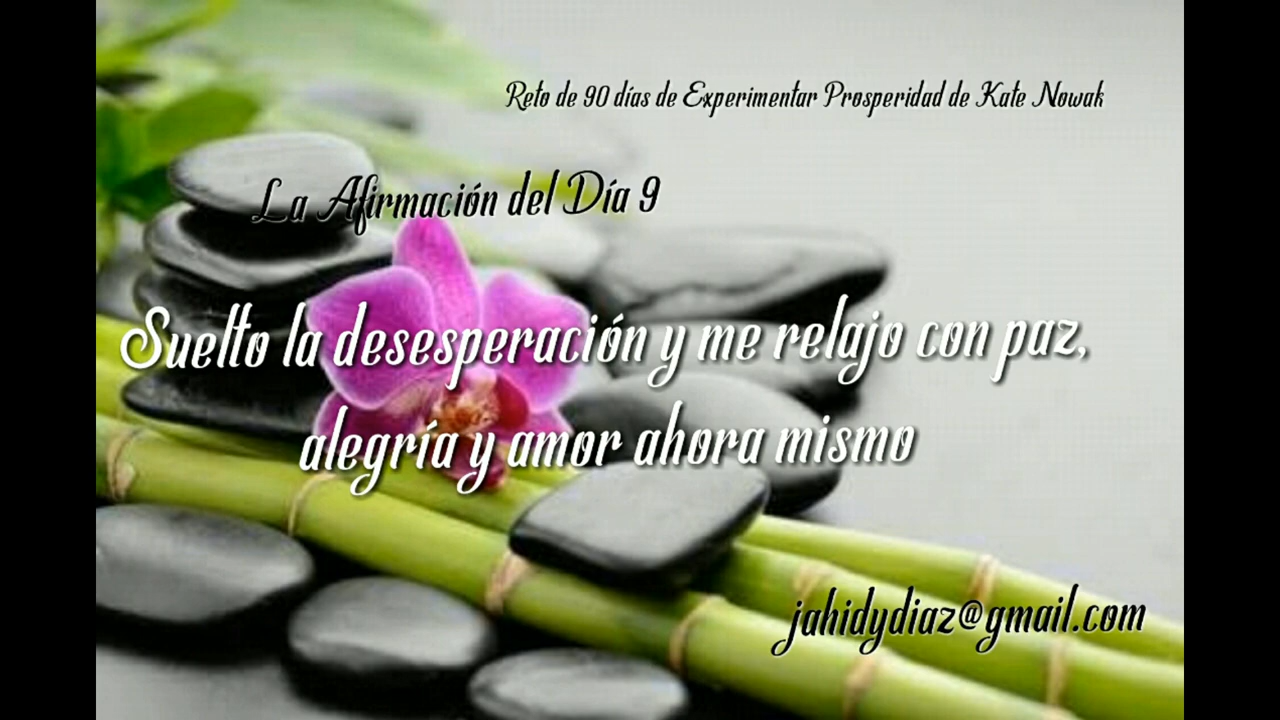 Reto de 90 días de Experimentar Prosperidad de Kate Nowak
La Afirmación del Día 9
Suelto la desesperación y me relajo con paz,
alegría y amor ahora mismo
jahidydiaz@gmail.com